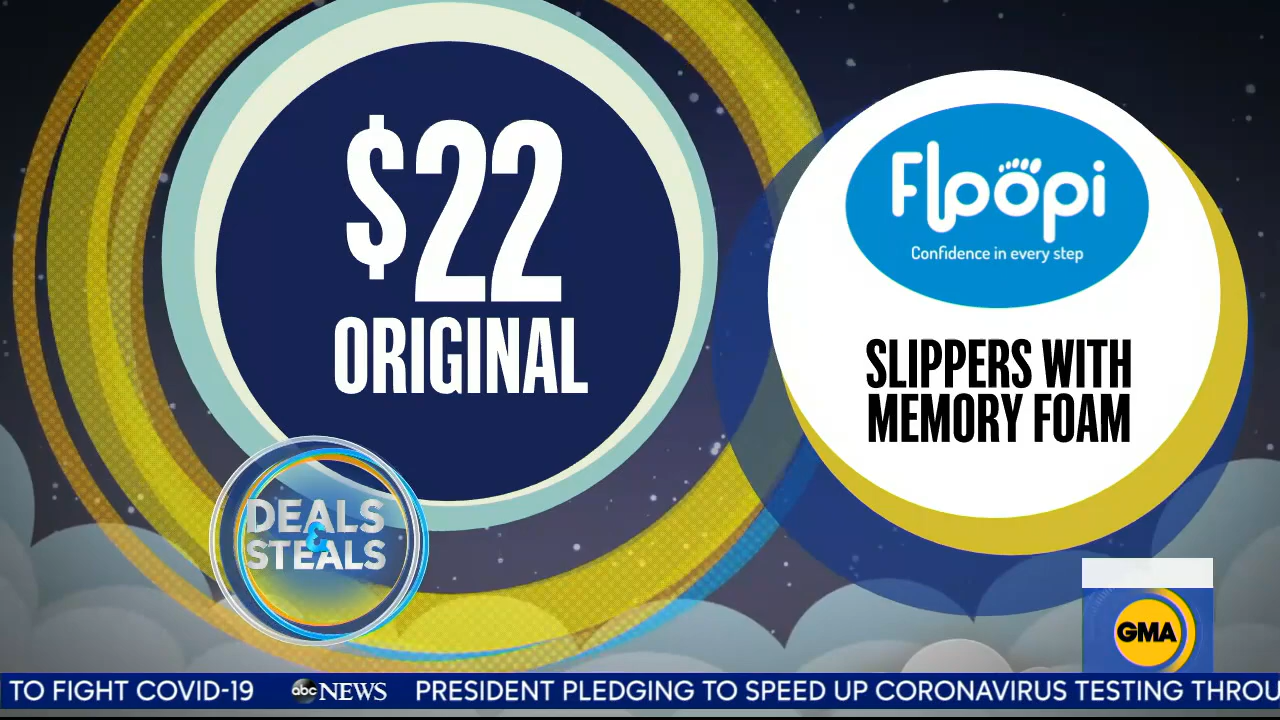 $22
ORIGINAL
Floopi
Confidence in every step
SLIPPERS WITH
MEMORY FOAM
DEALS
&
STEALS
GMA
TO FIGHT COVID-19 abc NEWS PRESIDENT PLEDGING TO SPEED UP CORONAVIRUS TESTING THROU